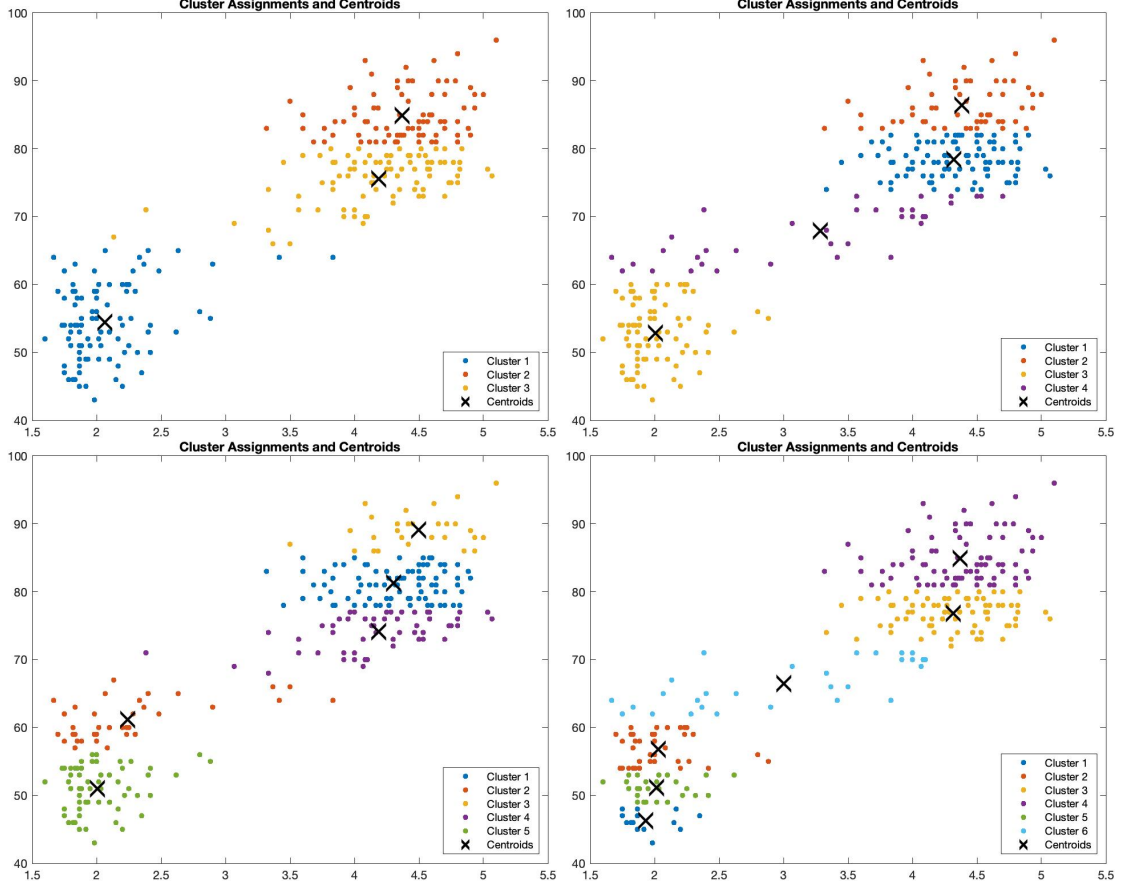 Cluster Assignments and Centroids
100
90
80
70
60
50
40
1.5 2 2.5 3 3.5 4 4.5 5 5.5
Cluster 1
Cluster 2
Cluster 3
Centroids
Cluster Assignments and Centroids
100
90
80
70
60
50
40
1.5 2 2.5 3 3.5 4 4.5 5 5.5
Cluster 1
Cluster 2
Cluster 3
Cluster 4
Centroids
Cluster Assignments and Centroids
100
90
80
70
60
50
40
1.5 2 2.5 3 3.5 4 4.5 5 5.5
Cluster 1
Cluster 2
Cluster 3
Cluster 4
Cluster 5
Centroids
Cluster Assignments and Centroids
100
90
80
70
60
50
40
1.5 2 2.5 3 3.5 4 4.5 5 5.5
Cluster 1
Cluster 2
Cluster 3
Cluster 4
Cluster 5
Cluster 6
Centroids